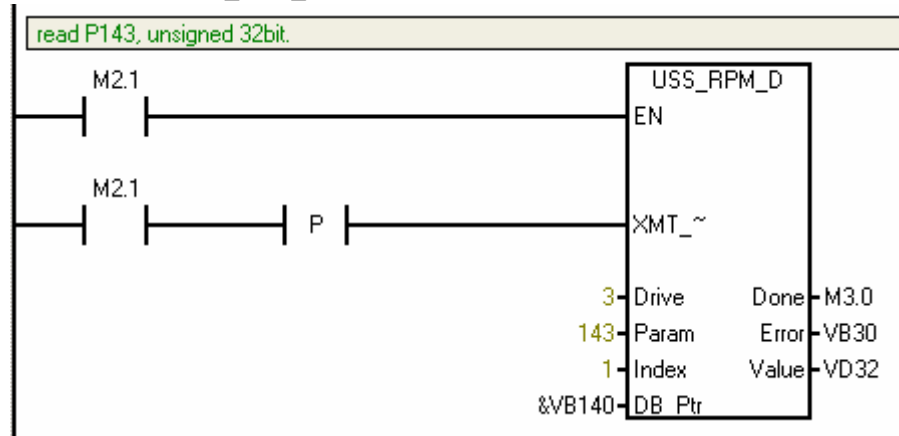 read P143, unsigned 32bit.
M2.1
USS_RPM_D
EN
M2.1
P
XMT_~
3 Drive Done M3.0
143 Param Error VB30
1 Index Value VD32
&VB140 DB_Ptr